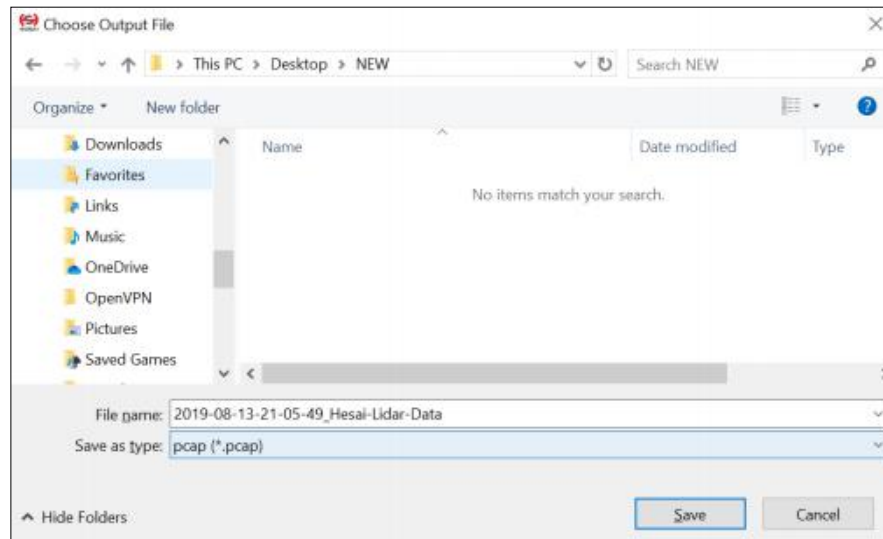 Choose Output File
This PC > Desktop > NEW
Search NEW
Organize
New folder
Downloads
Favorites
Links
Music
OneDrive
OpenVPN
Pictures
Saved Games
Name
Date modified
Type
No items match your search.
File name: 2019-08-13-21-05-49_Hesai-Lidar-Data
Save as type: pcap (*.pcap)
Hide Folders
Save
Cancel